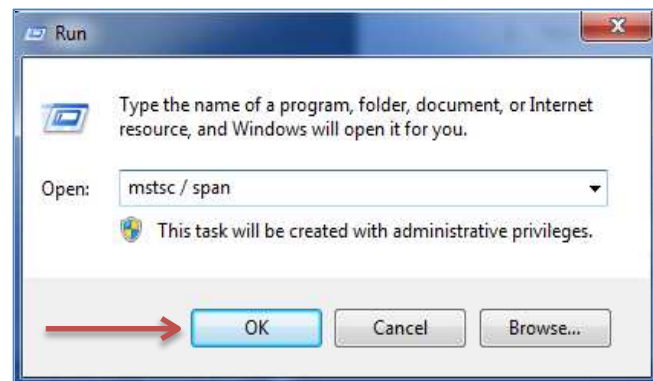 Run
Type the name of a program, folder, document, or Internet
resource, and Windows will open it for you.
Open: mstsc / span
This task will be created with administrative privileges.
OK Cancel Browse...